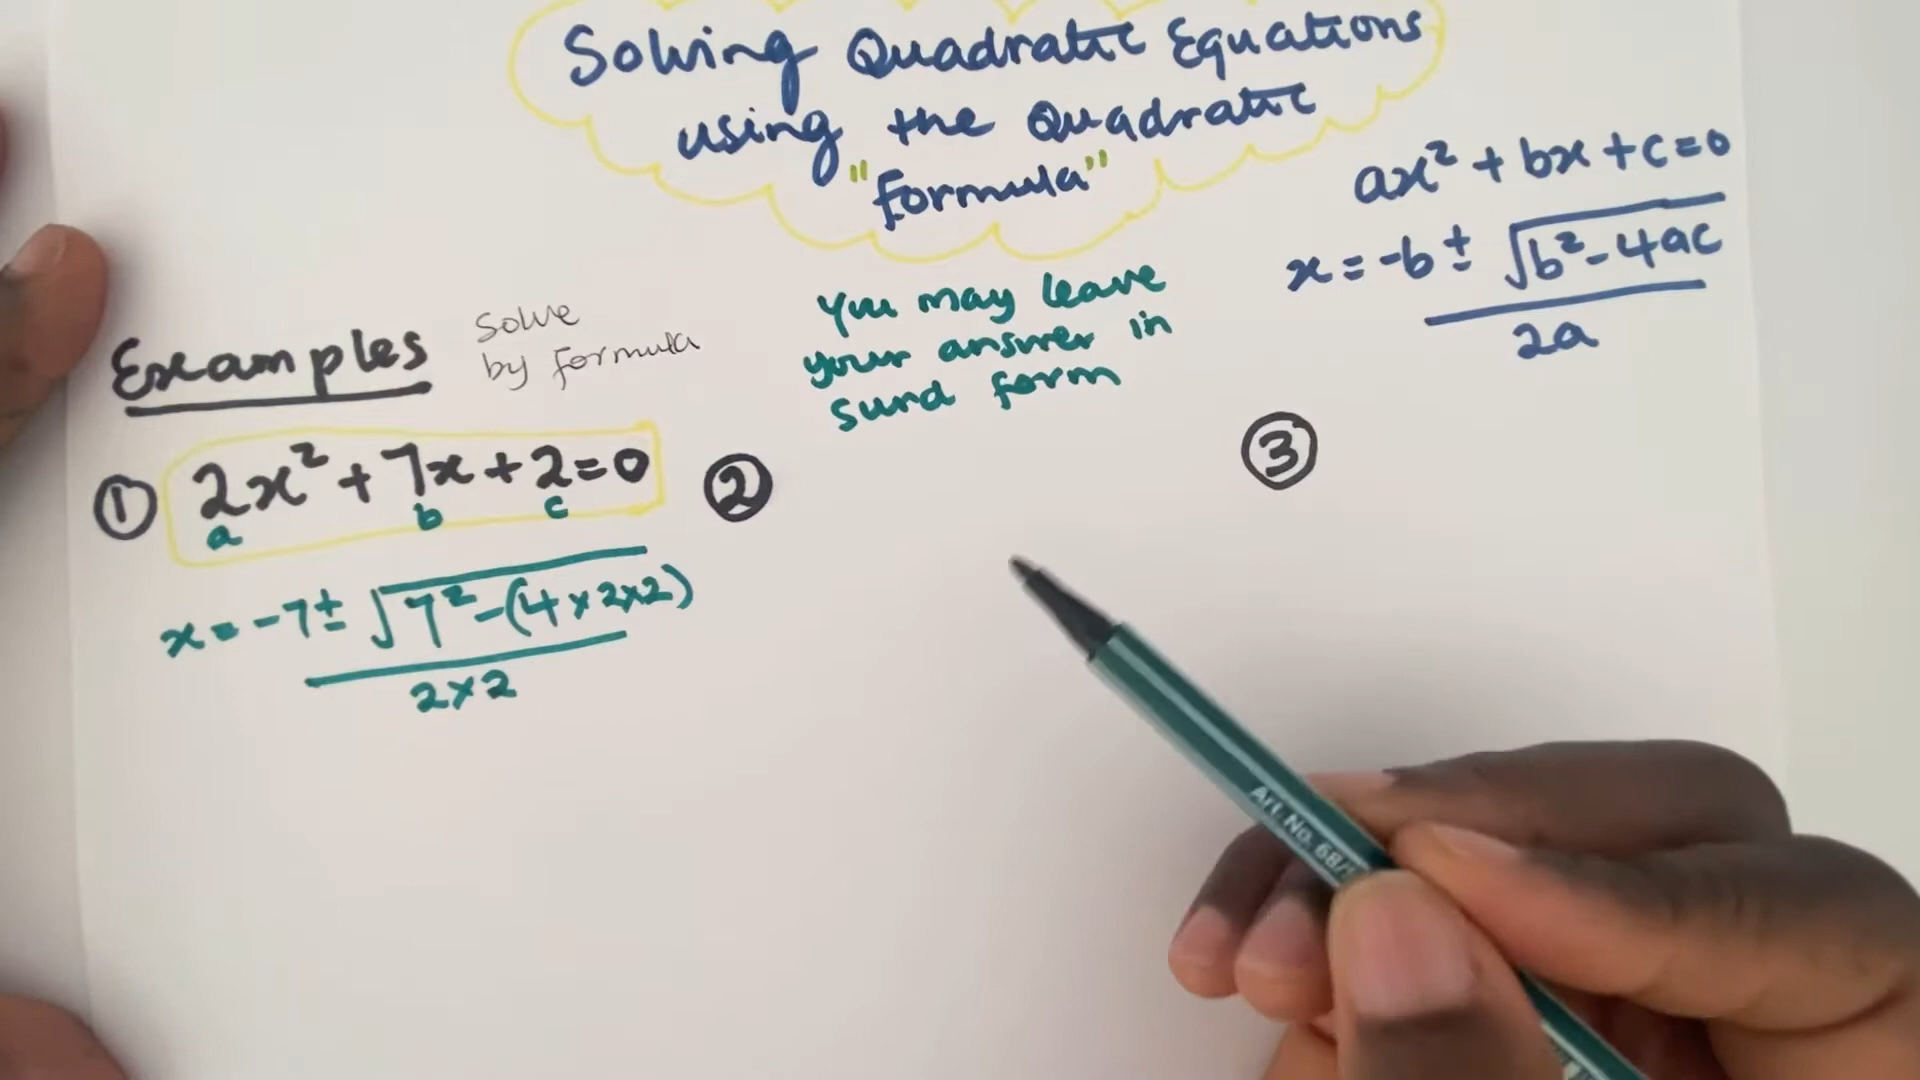 Solving Quadratic Equations
using the Quadratic
"formula"
ax² + bx + c = 0
x = -b ± √b² - 4ac
2a
Examples
Solve
by formula
You may leave
your answer in
surd form
① 2x² + 7x + 2 = 0
a b c
x = -7 ± √7² - (4 × 2 × 2)
2 × 2
②
③
Art. No. 68/